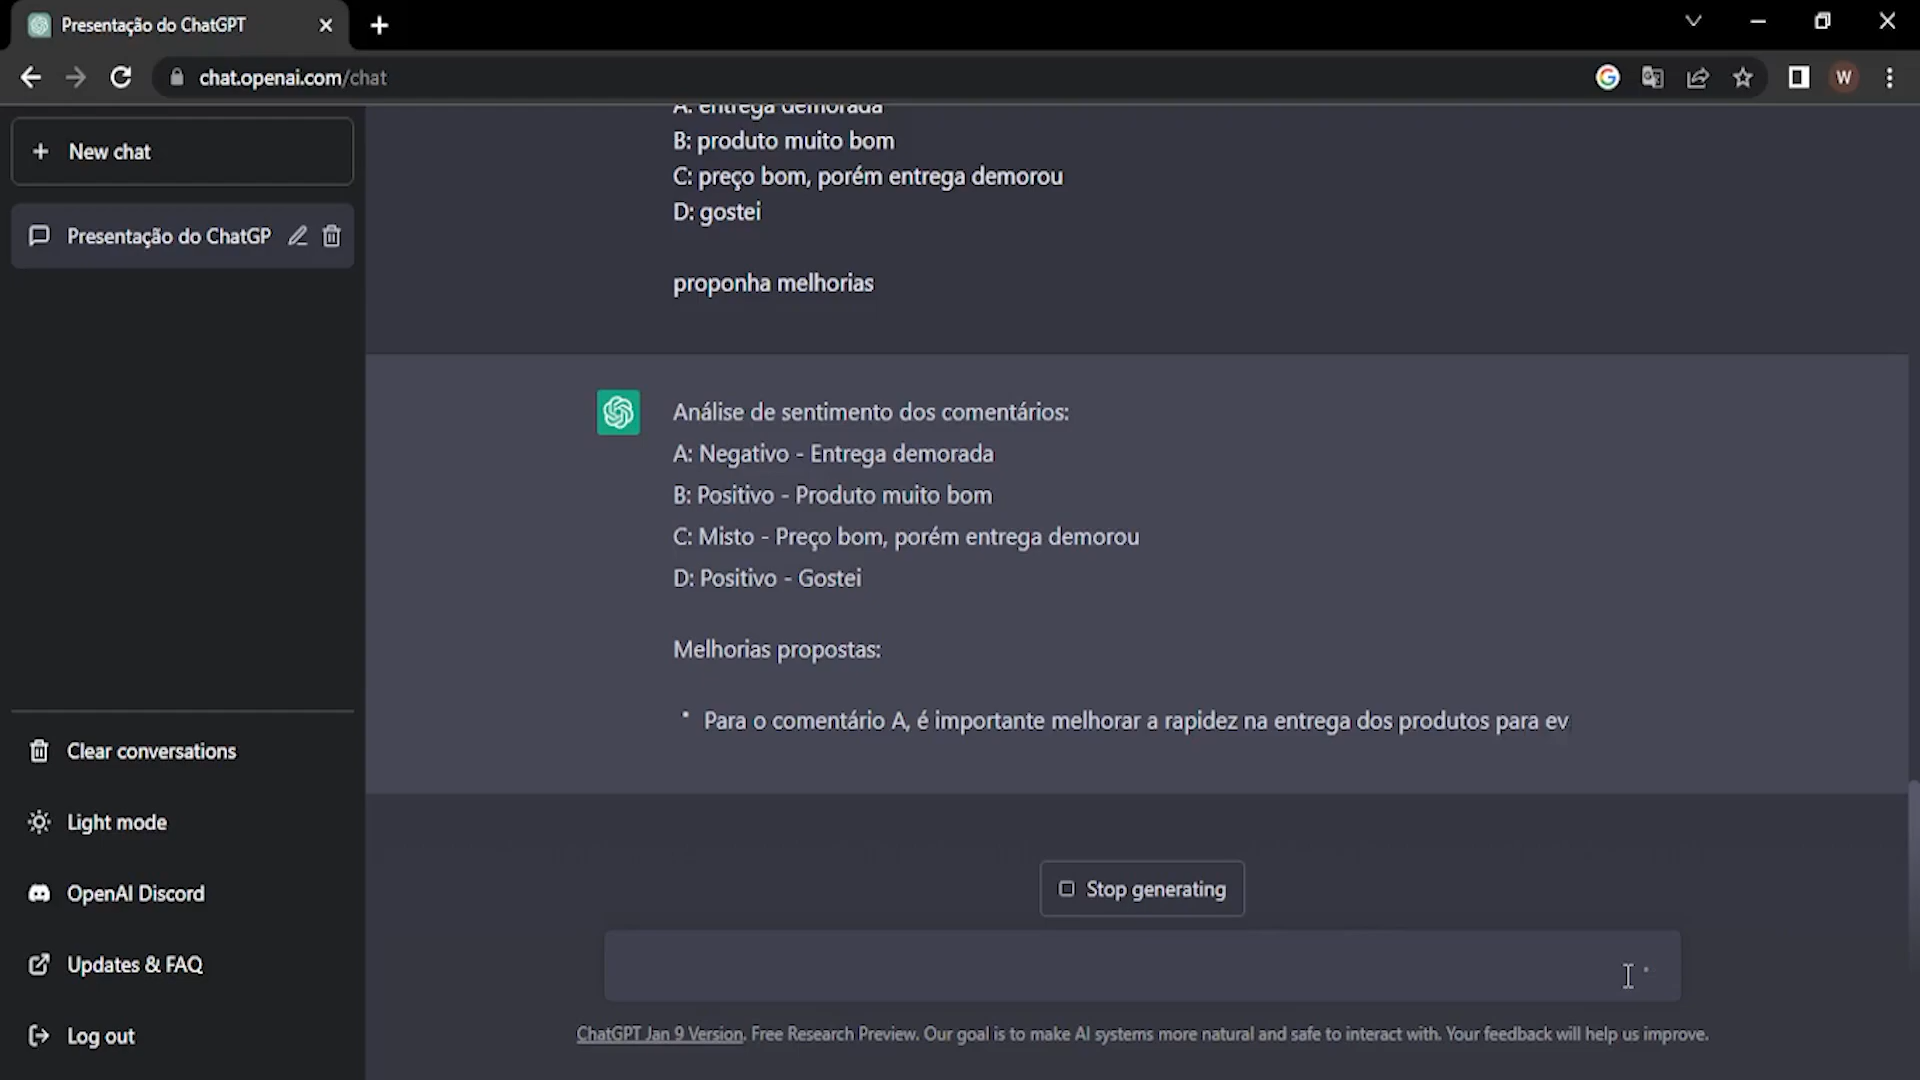 Presentação do ChatGPT
chat.openai.com/chat
W
New chat
Presentação do ChatGP
A: entrega demorada
B: produto muito bom
C: preço bom, porém entrega demorou
D: gostei
proponha melhorias
Análise de sentimento dos comentários:
A: Negativo - Entrega demorada
B: Positivo - Produto muito bom
C: Misto - Preço bom, porém entrega demorou
D: Positivo - Gostei
Melhorias propostas:
• Para o comentário A, é importante melhorar a rapidez na entrega dos produtos para ev
Clear conversations
Light mode
OpenAI Discord
Updates & FAQ
Log out
Stop generating
ChatGPT Jan 9 Version. Free Research Preview. Our goal is to make AI systems more natural and safe to interact with. Your feedback will help us improve.